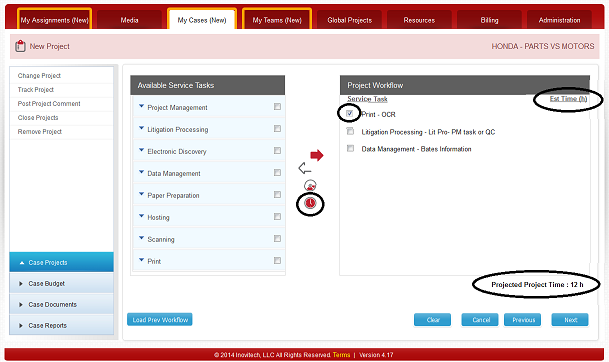 My Assignments (New) Media My Cases (New) My Teams (New) Global Projects Resources Billing Administration
New Project HONDA - PARTS VS MOTORS
Change Project
Track Project
Post Project Comment
Close Projects
Remove Project
Case Projects
Case Budget
Case Documents
Case Reports
Available Service Tasks
Project Management
Litigation Processing
Electronic Discovery
Data Management
Paper Preparation
Hosting
Scanning
Print
Load Prev Workflow
Project Workflow
Service Task Est Time (h)
Print - OCR
Litigation Processing - Lit Pro- PM task or QC
Data Management - Bates Information
Projected Project Time : 12 h
Clear Cancel Previous Next
© 2014 Inovitech, LLC All Rights Reserved. Terms | Version 4.17